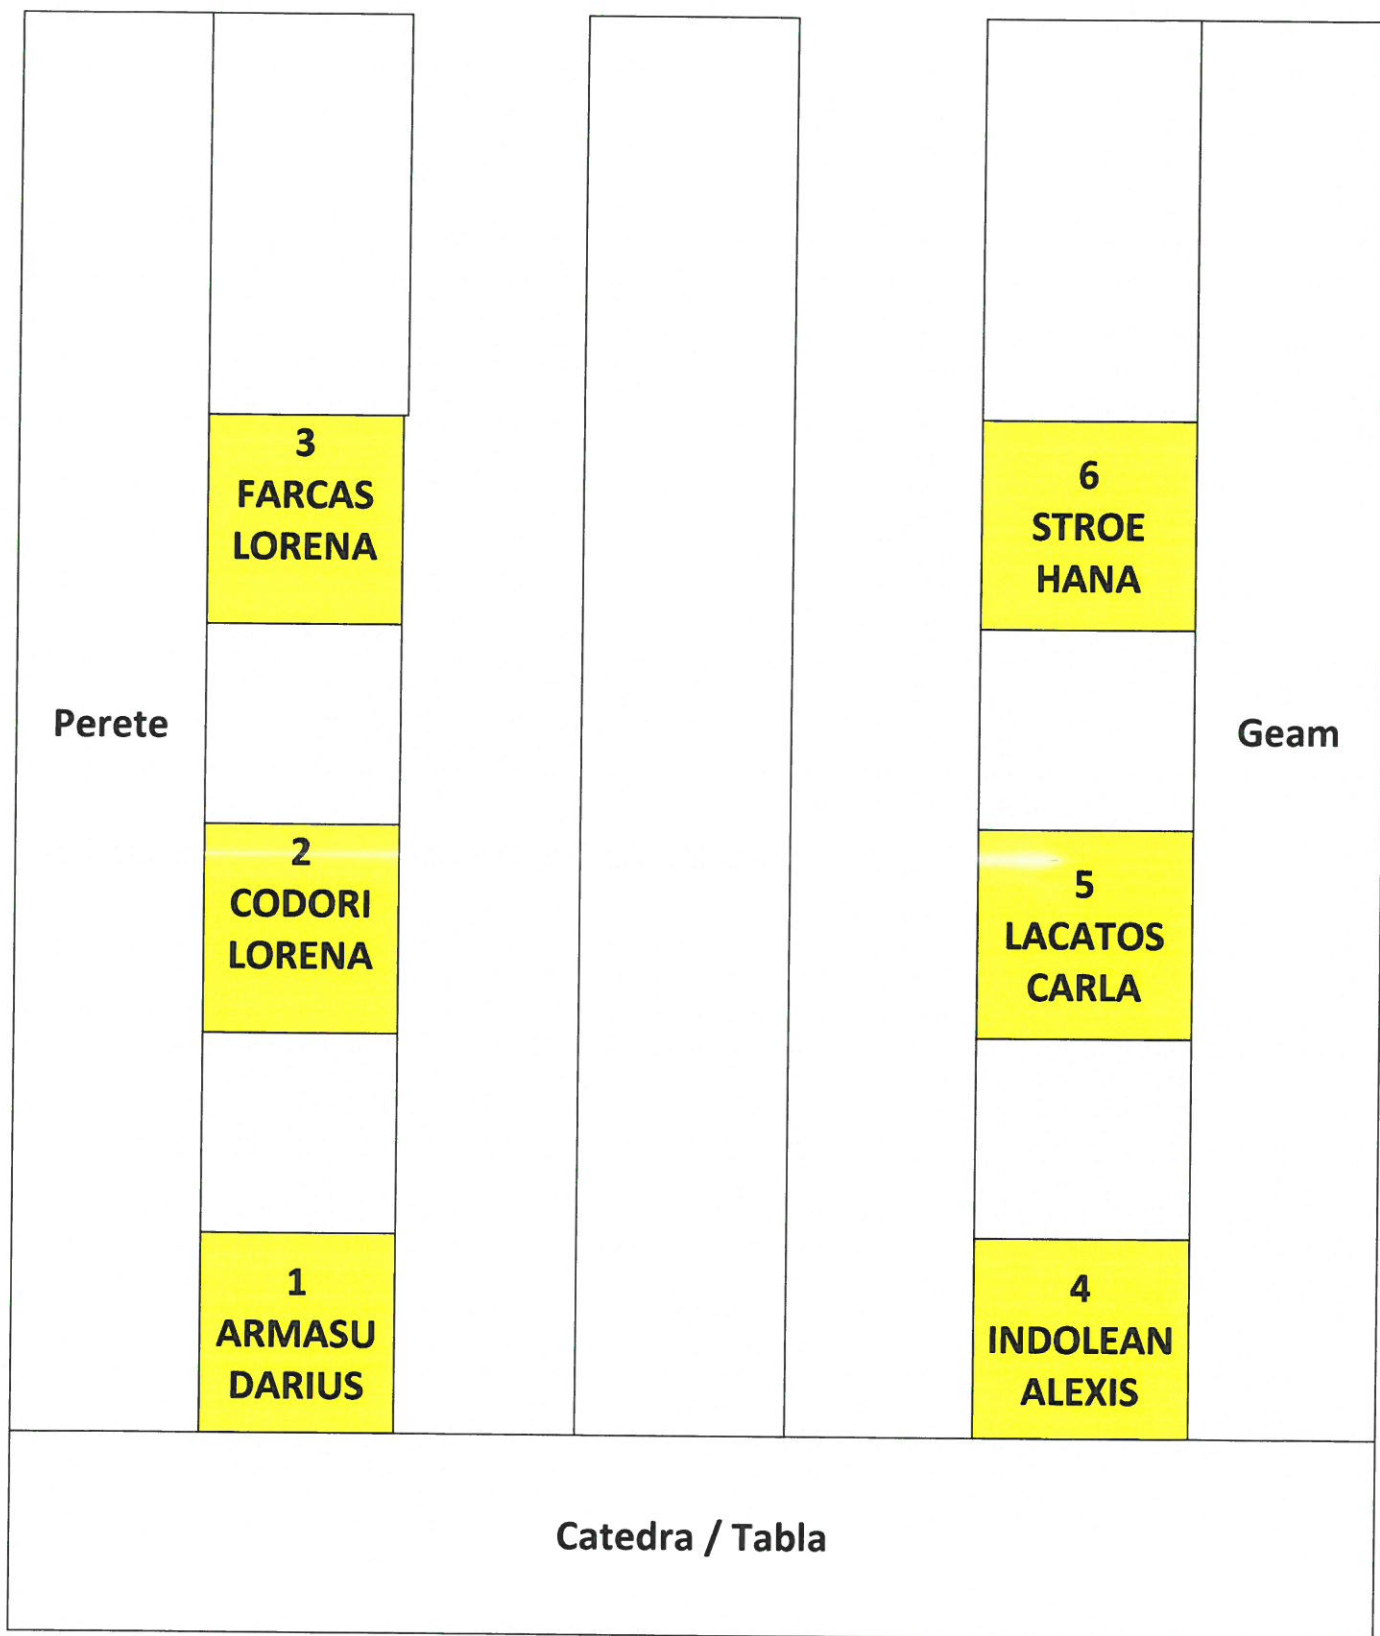 3
FARCAS
LORENA
6
STROE
HANA
Perete
Geam
2
CODORI
LORENA
5
LACATOS
CARLA
1
ARMASU
DARIUS
4
INDOLEAN
ALEXIS
Catedra / Tabla